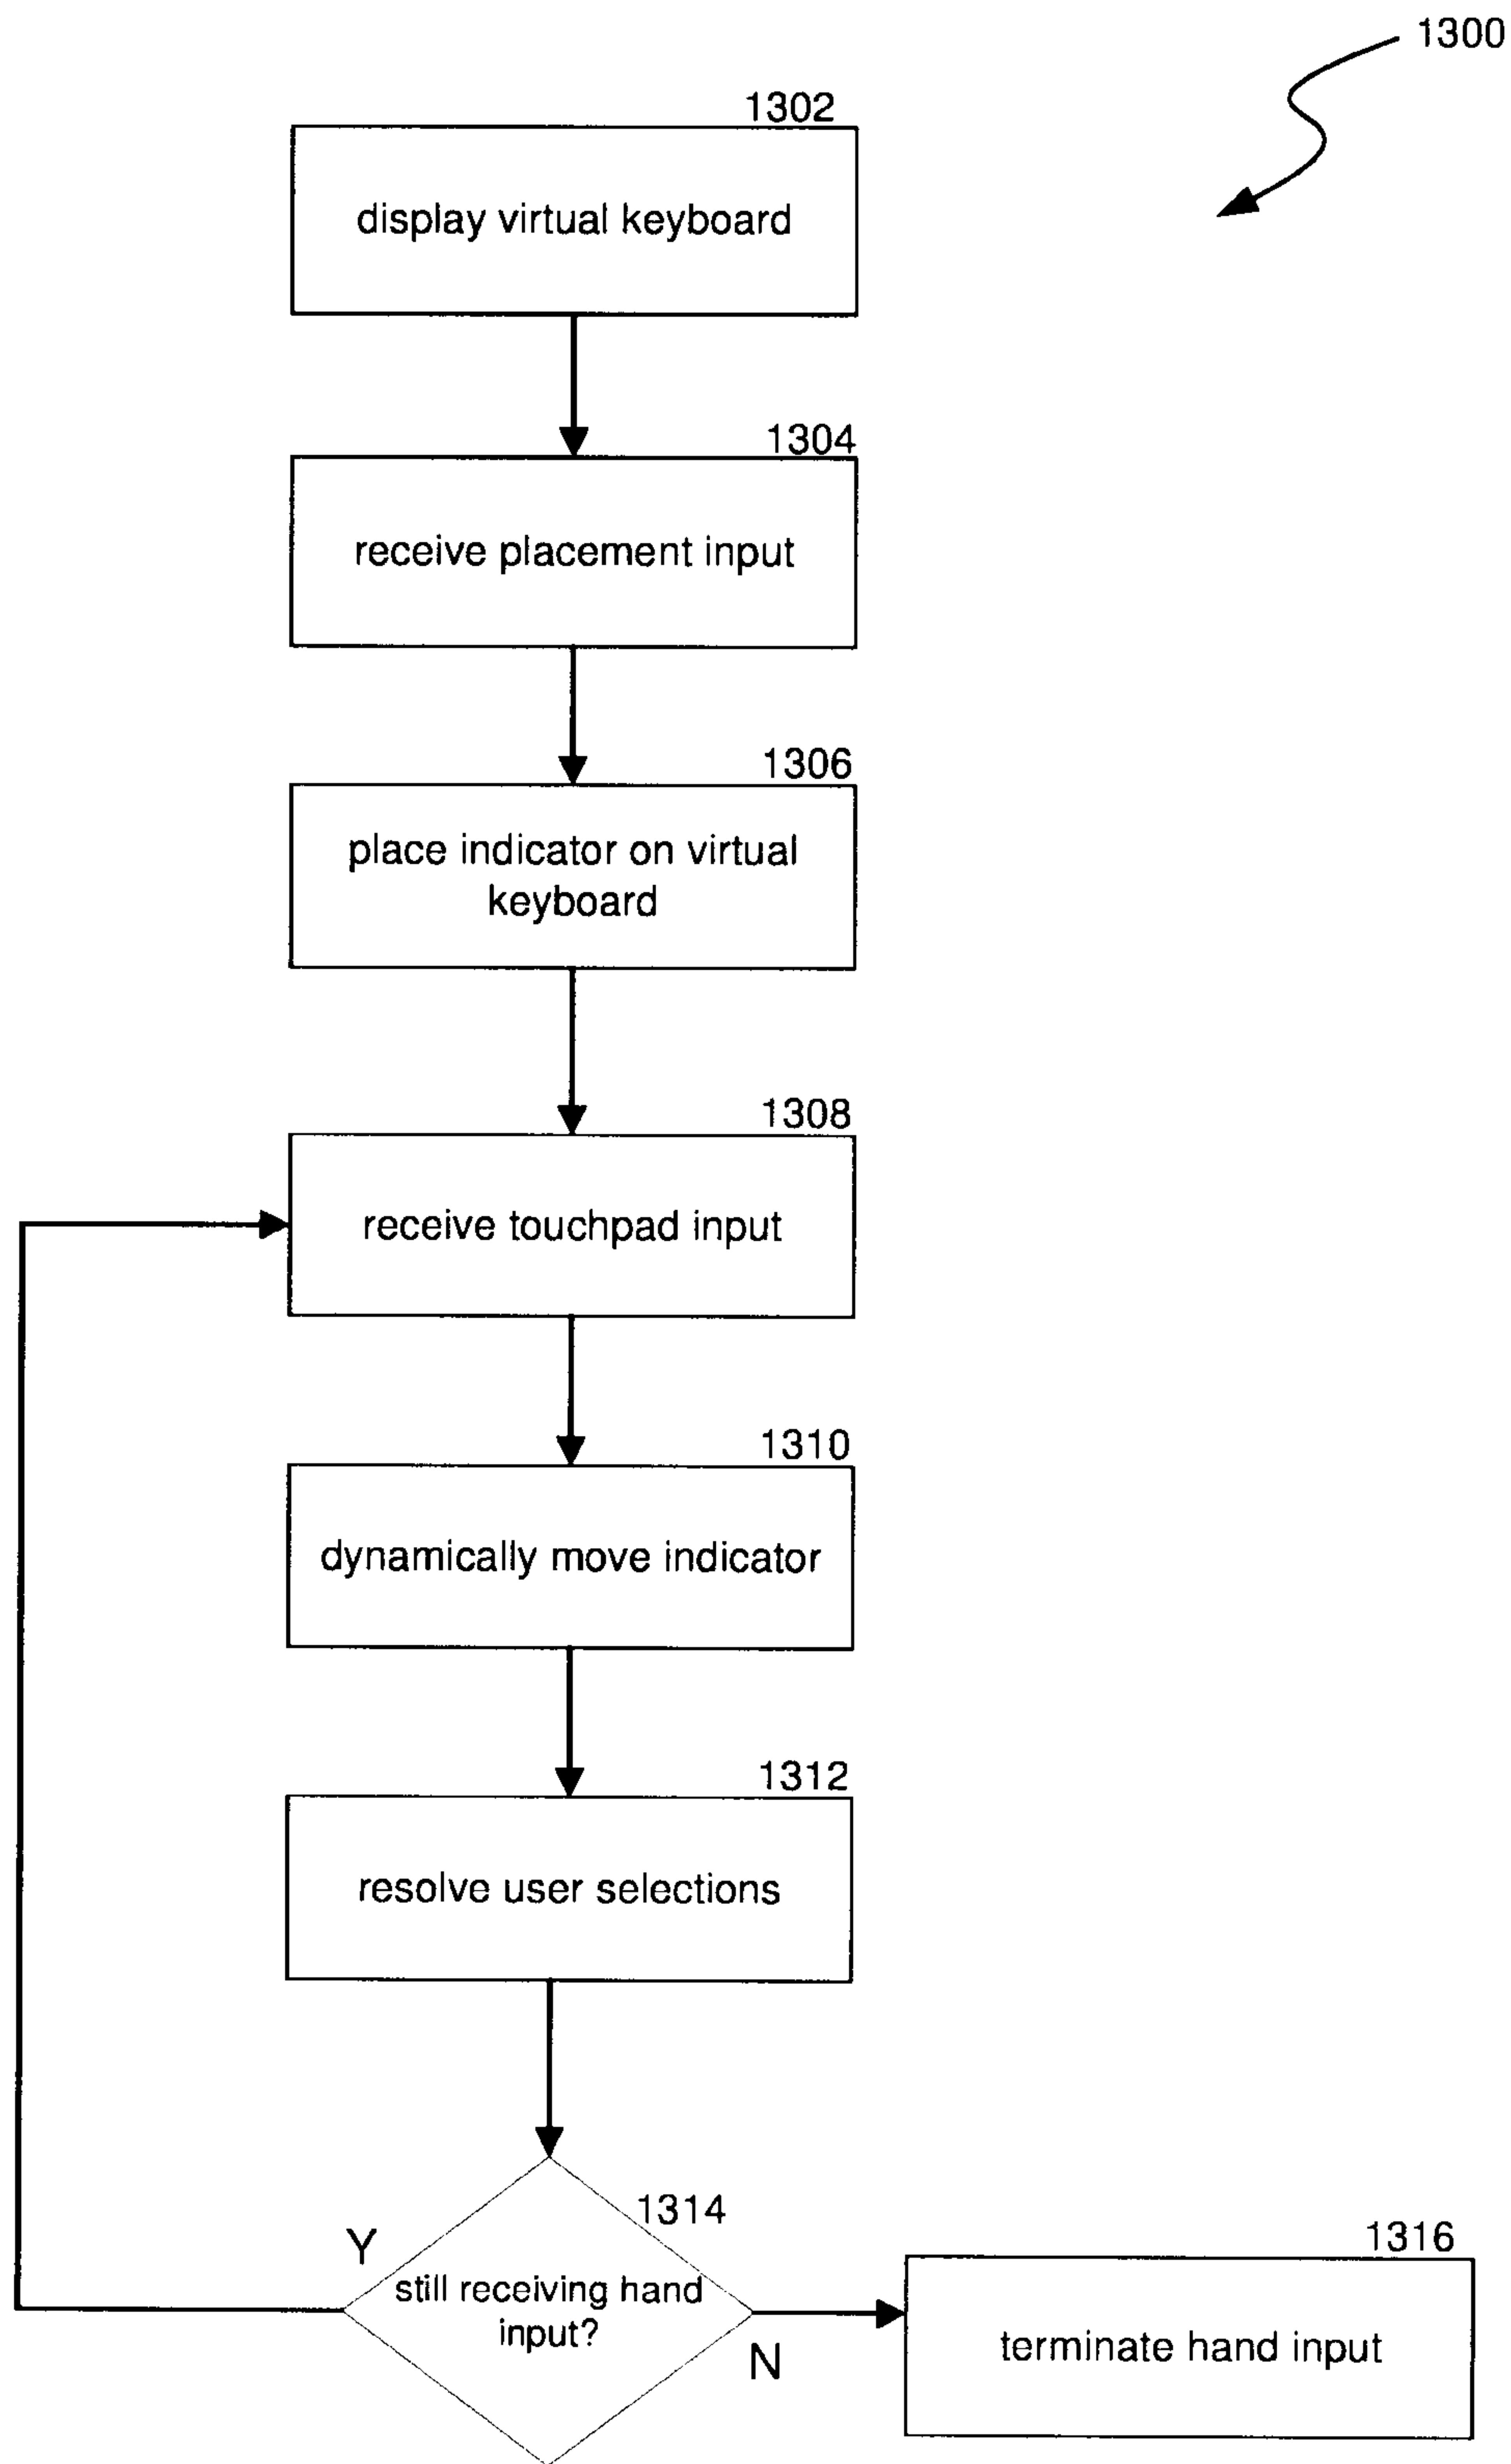 1300
1302
display virtual keyboard
1304
receive placement input
1306
place indicator on virtual
keyboard
1308
receive touchpad input
1310
dynamically move indicator
1312
resolve user selections
1314
Y
still receiving hand
input?
N
1316
terminate hand input